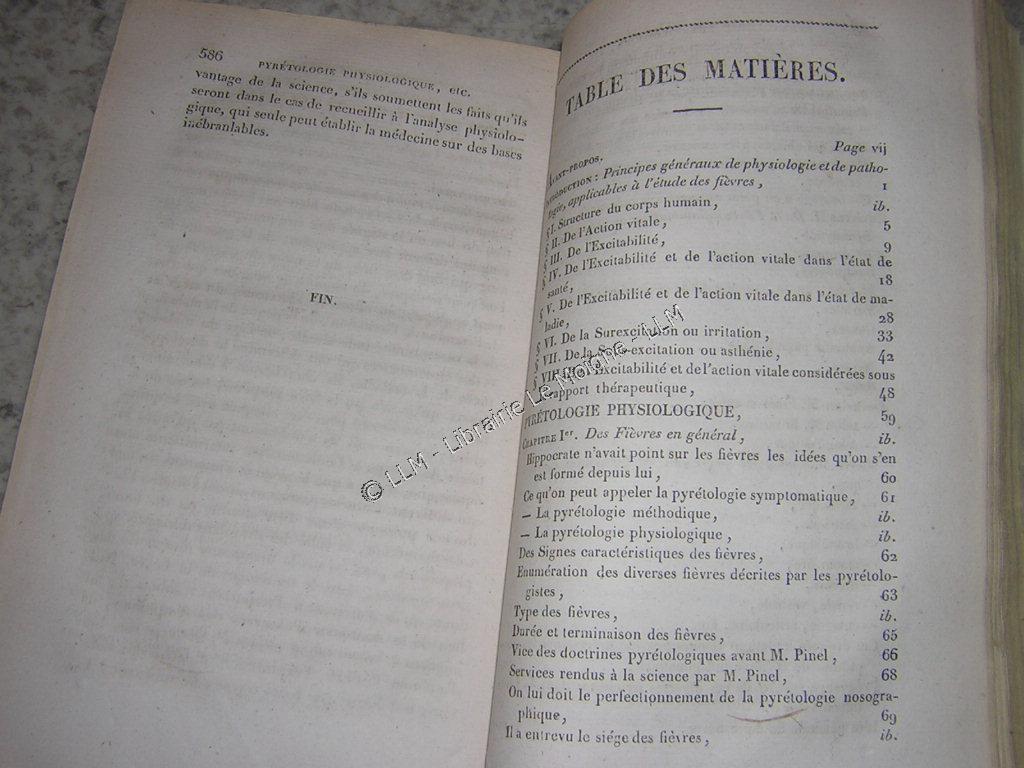 586
PYRÉTOLOGIE PHYSIOLOGIQUE, etc.
vantage de la science, s'ils soumettent les faits qu'ils
seront dans le cas de recueillir à l'analyse physiolo-
gique, qui seule peut établir la médecine sur des bases
inébranlables.
FIN.
TABLE DES MATIÈRES.
AVANT-PROPOS. Page vij
INTRODUCTION : Principes généraux de physiologie et de patho-
logie, applicables à l'étude des fièvres, 1
§ I. Structure du corps humain, ib.
§ II. De l'Action vitale, 5
§ III. De l'Excitabilité, 9
§ IV. De l'Excitabilité et de l'action vitale dans l'état de
santé, 18
§ V. De l'Excitabilité et de l'action vitale dans l'état de ma-
ladie, 28
§ VI. De la Surexcitation ou irritation, 33
§ VII. De la Sous-excitation ou asthénie, 42
§ VIII. De l'Excitabilité et de l'action vitale considérées sous
rapport thérapeutique, 48
PYRÉTOLOGIE PHYSIOLOGIQUE, 59
CHAPITRE Ier. Des Fièvres en général, ib.
Hippocrate n'avait point sur les fièvres les idées qu'on s'en
est formé depuis lui, 60
Ce qu'on peut appeler la pyrétologie symptomatique, 61
— La pyrétologie méthodique, ib.
— La pyrétologie physiologique, ib.
Des Signes caractéristiques des fièvres, 62
Enumération des diverses fièvres décrites par les pyrétolo-
gistes, 63
Type des fièvres, ib.
Durée et terminaison des fièvres, 65
Vice des doctrines pyrétologiques avant M. Pinel, 66
Services rendus à la science par M. Pinel, 68
On lui doit le perfectionnement de la pyrétologie nosogra-
phique, 69
Il a entrevu le siége des fièvres, ib.
© LLM - Librairie Le Moione - LLM